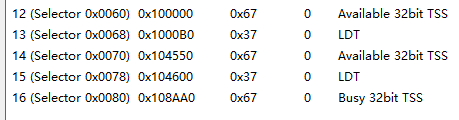 12 (Selector 0x0060) 0x100000 0x67 0 Available 32bit TSS
13 (Selector 0x0068) 0x1000B0 0x37 0 LDT
14 (Selector 0x0070) 0x104550 0x67 0 Available 32bit TSS
15 (Selector 0x0078) 0x104600 0x37 0 LDT
16 (Selector 0x0080) 0x108AA0 0x67 0 Busy 32bit TSS